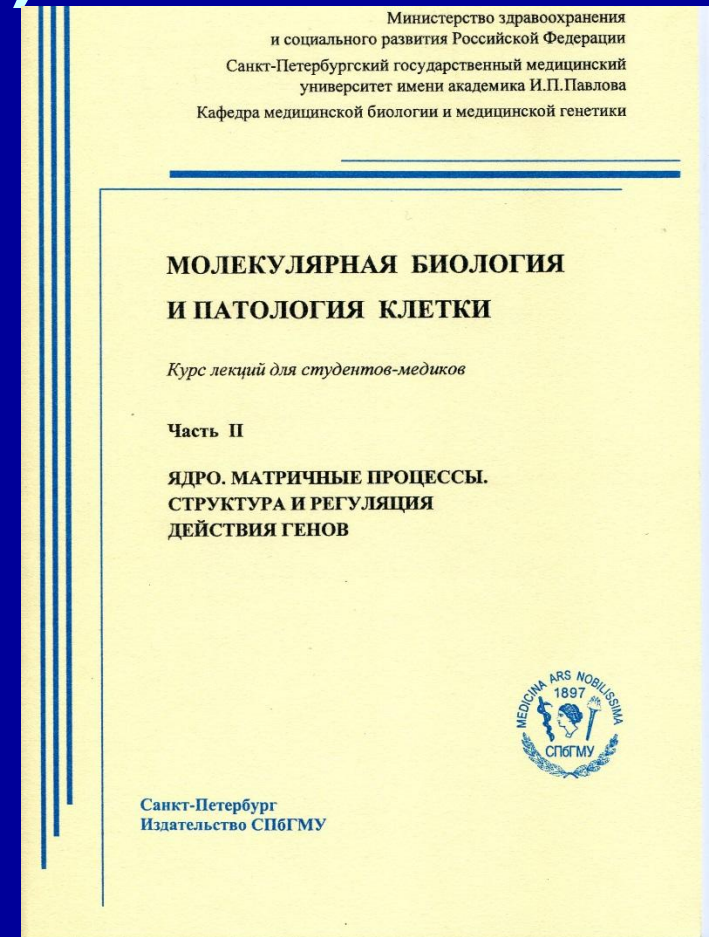 Министерство здравоохранения
и социального развития Российской Федерации
Санкт-Петербургский государственный медицинский
университет имени академика И.П.Павлова
Кафедра медицинской биологии и медицинской генетики
МОЛЕКУЛЯРНАЯ БИОЛОГИЯ
И ПАТОЛОГИЯ КЛЕТКИ
Курс лекций для студентов-медиков
Часть II
ЯДРО. МАТРИЧНЫЕ ПРОЦЕССЫ.
СТРУКТУРА И РЕГУЛЯЦИЯ
ДЕЙСТВИЯ ГЕНОВ
MEDICINA ARS NOBILISSIMA
1897
СПбГМУ
Санкт-Петербург
Издательство СПбГМУ